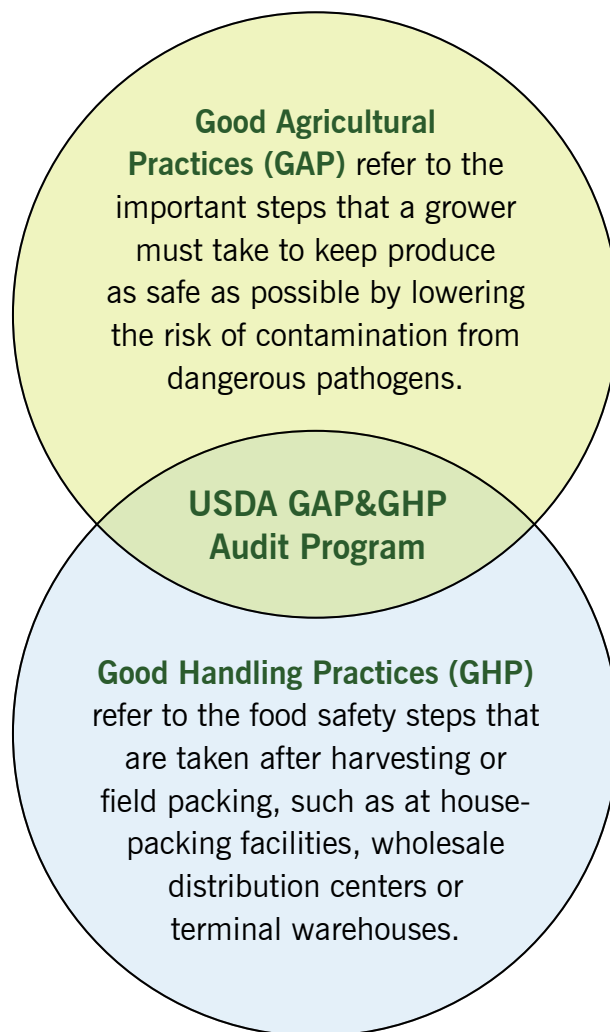 Good Agricultural
Practices (GAP) refer to the
important steps that a grower
must take to keep produce
as safe as possible by lowering
the risk of contamination from
dangerous pathogens.
USDA GAP&GHP
Audit Program
Good Handling Practices (GHP)
refer to the food safety steps that
are taken after harvesting or
field packing, such as at house-
packing facilities, wholesale
distribution centers or
terminal warehouses.